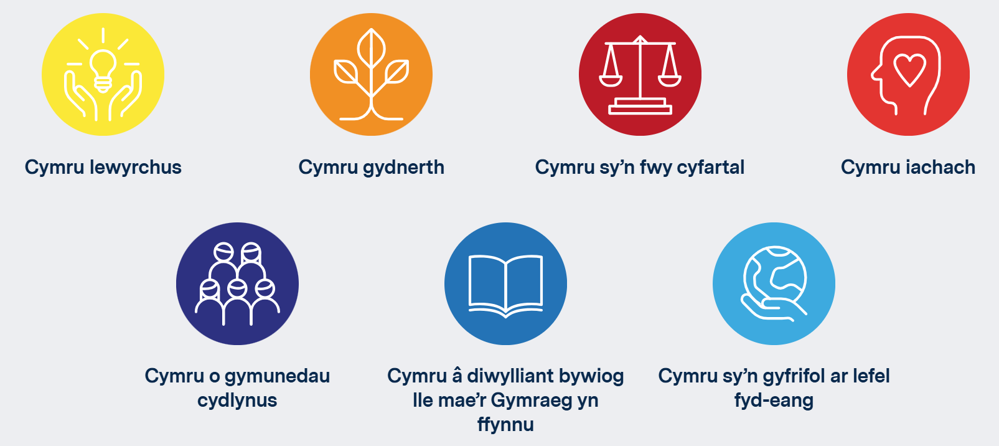 Cymru lewyrchus
Cymru gydnerth
Cymru sy’n fwy cyfartal
Cymru iachach
Cymru o gymunedau
cydlynus
Cymru â diwylliant bywiog
lle mae’r Gymraeg yn
ffynnu
Cymru sy’n gyfrifol ar lefel
fyd-eang